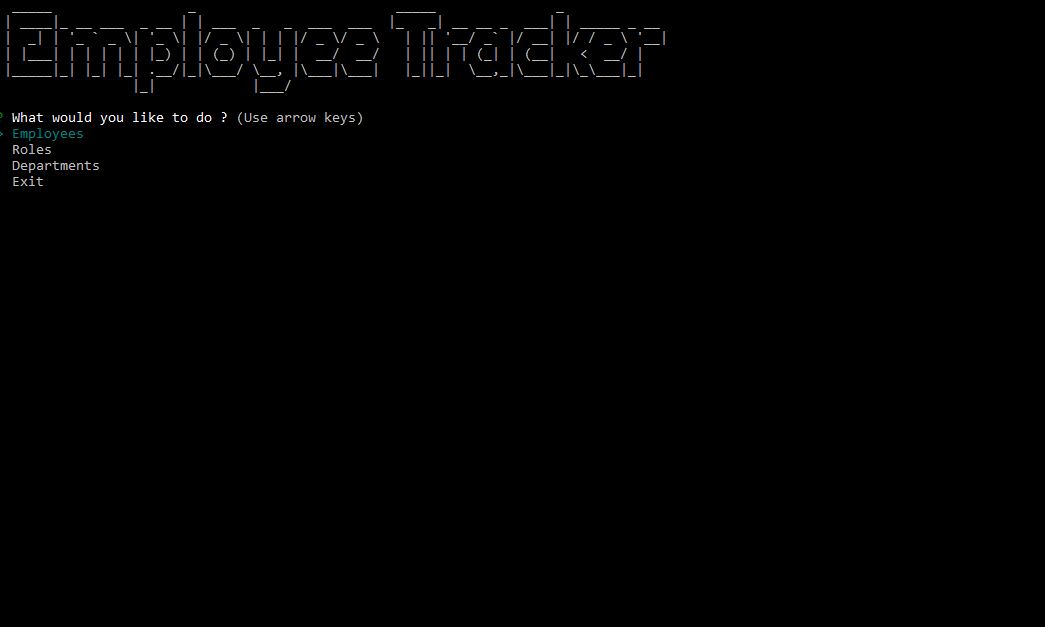 Employee Tracker
? What would you like to do ? (Use arrow keys)
> Employees
Roles
Departments
Exit